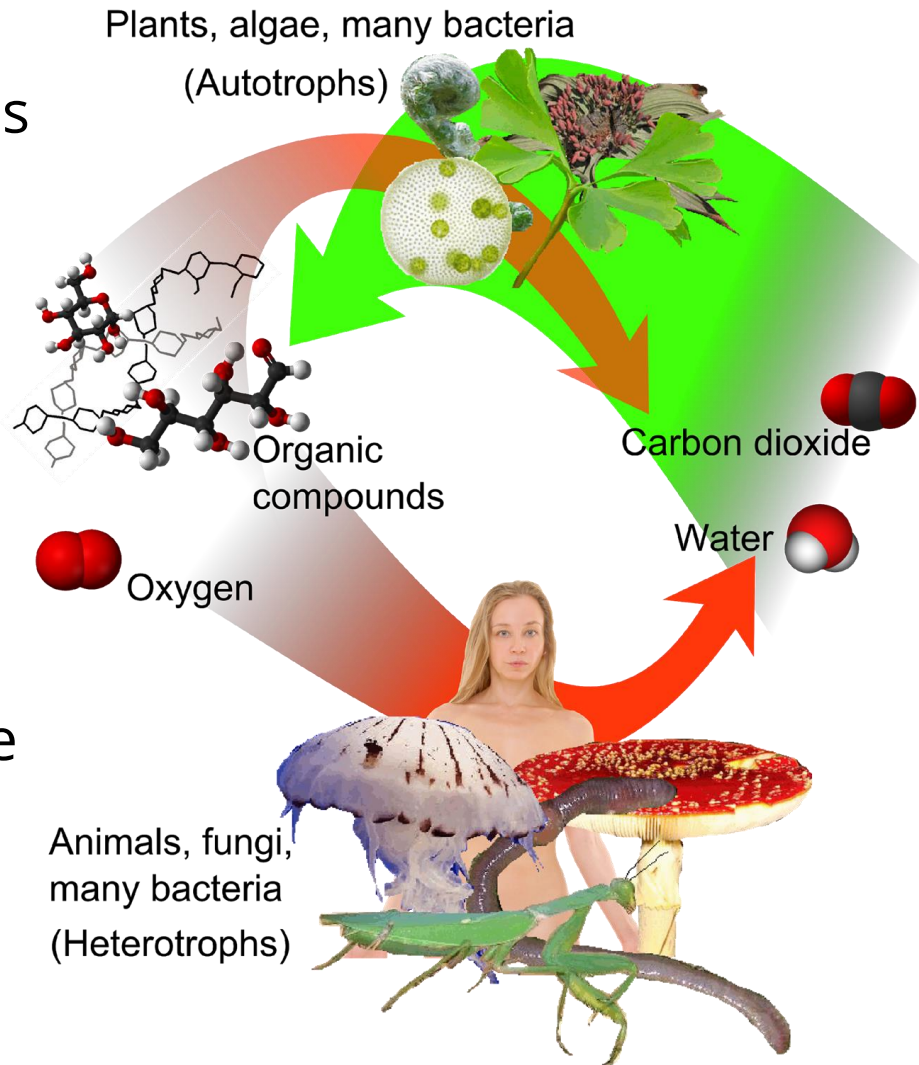 Plants, algae, many bacteria
(Autotrophs)
s
Organic
compounds
Carbon dioxide
Water
Oxygen
e
Animals, fungi,
many bacteria
(Heterotrophs)